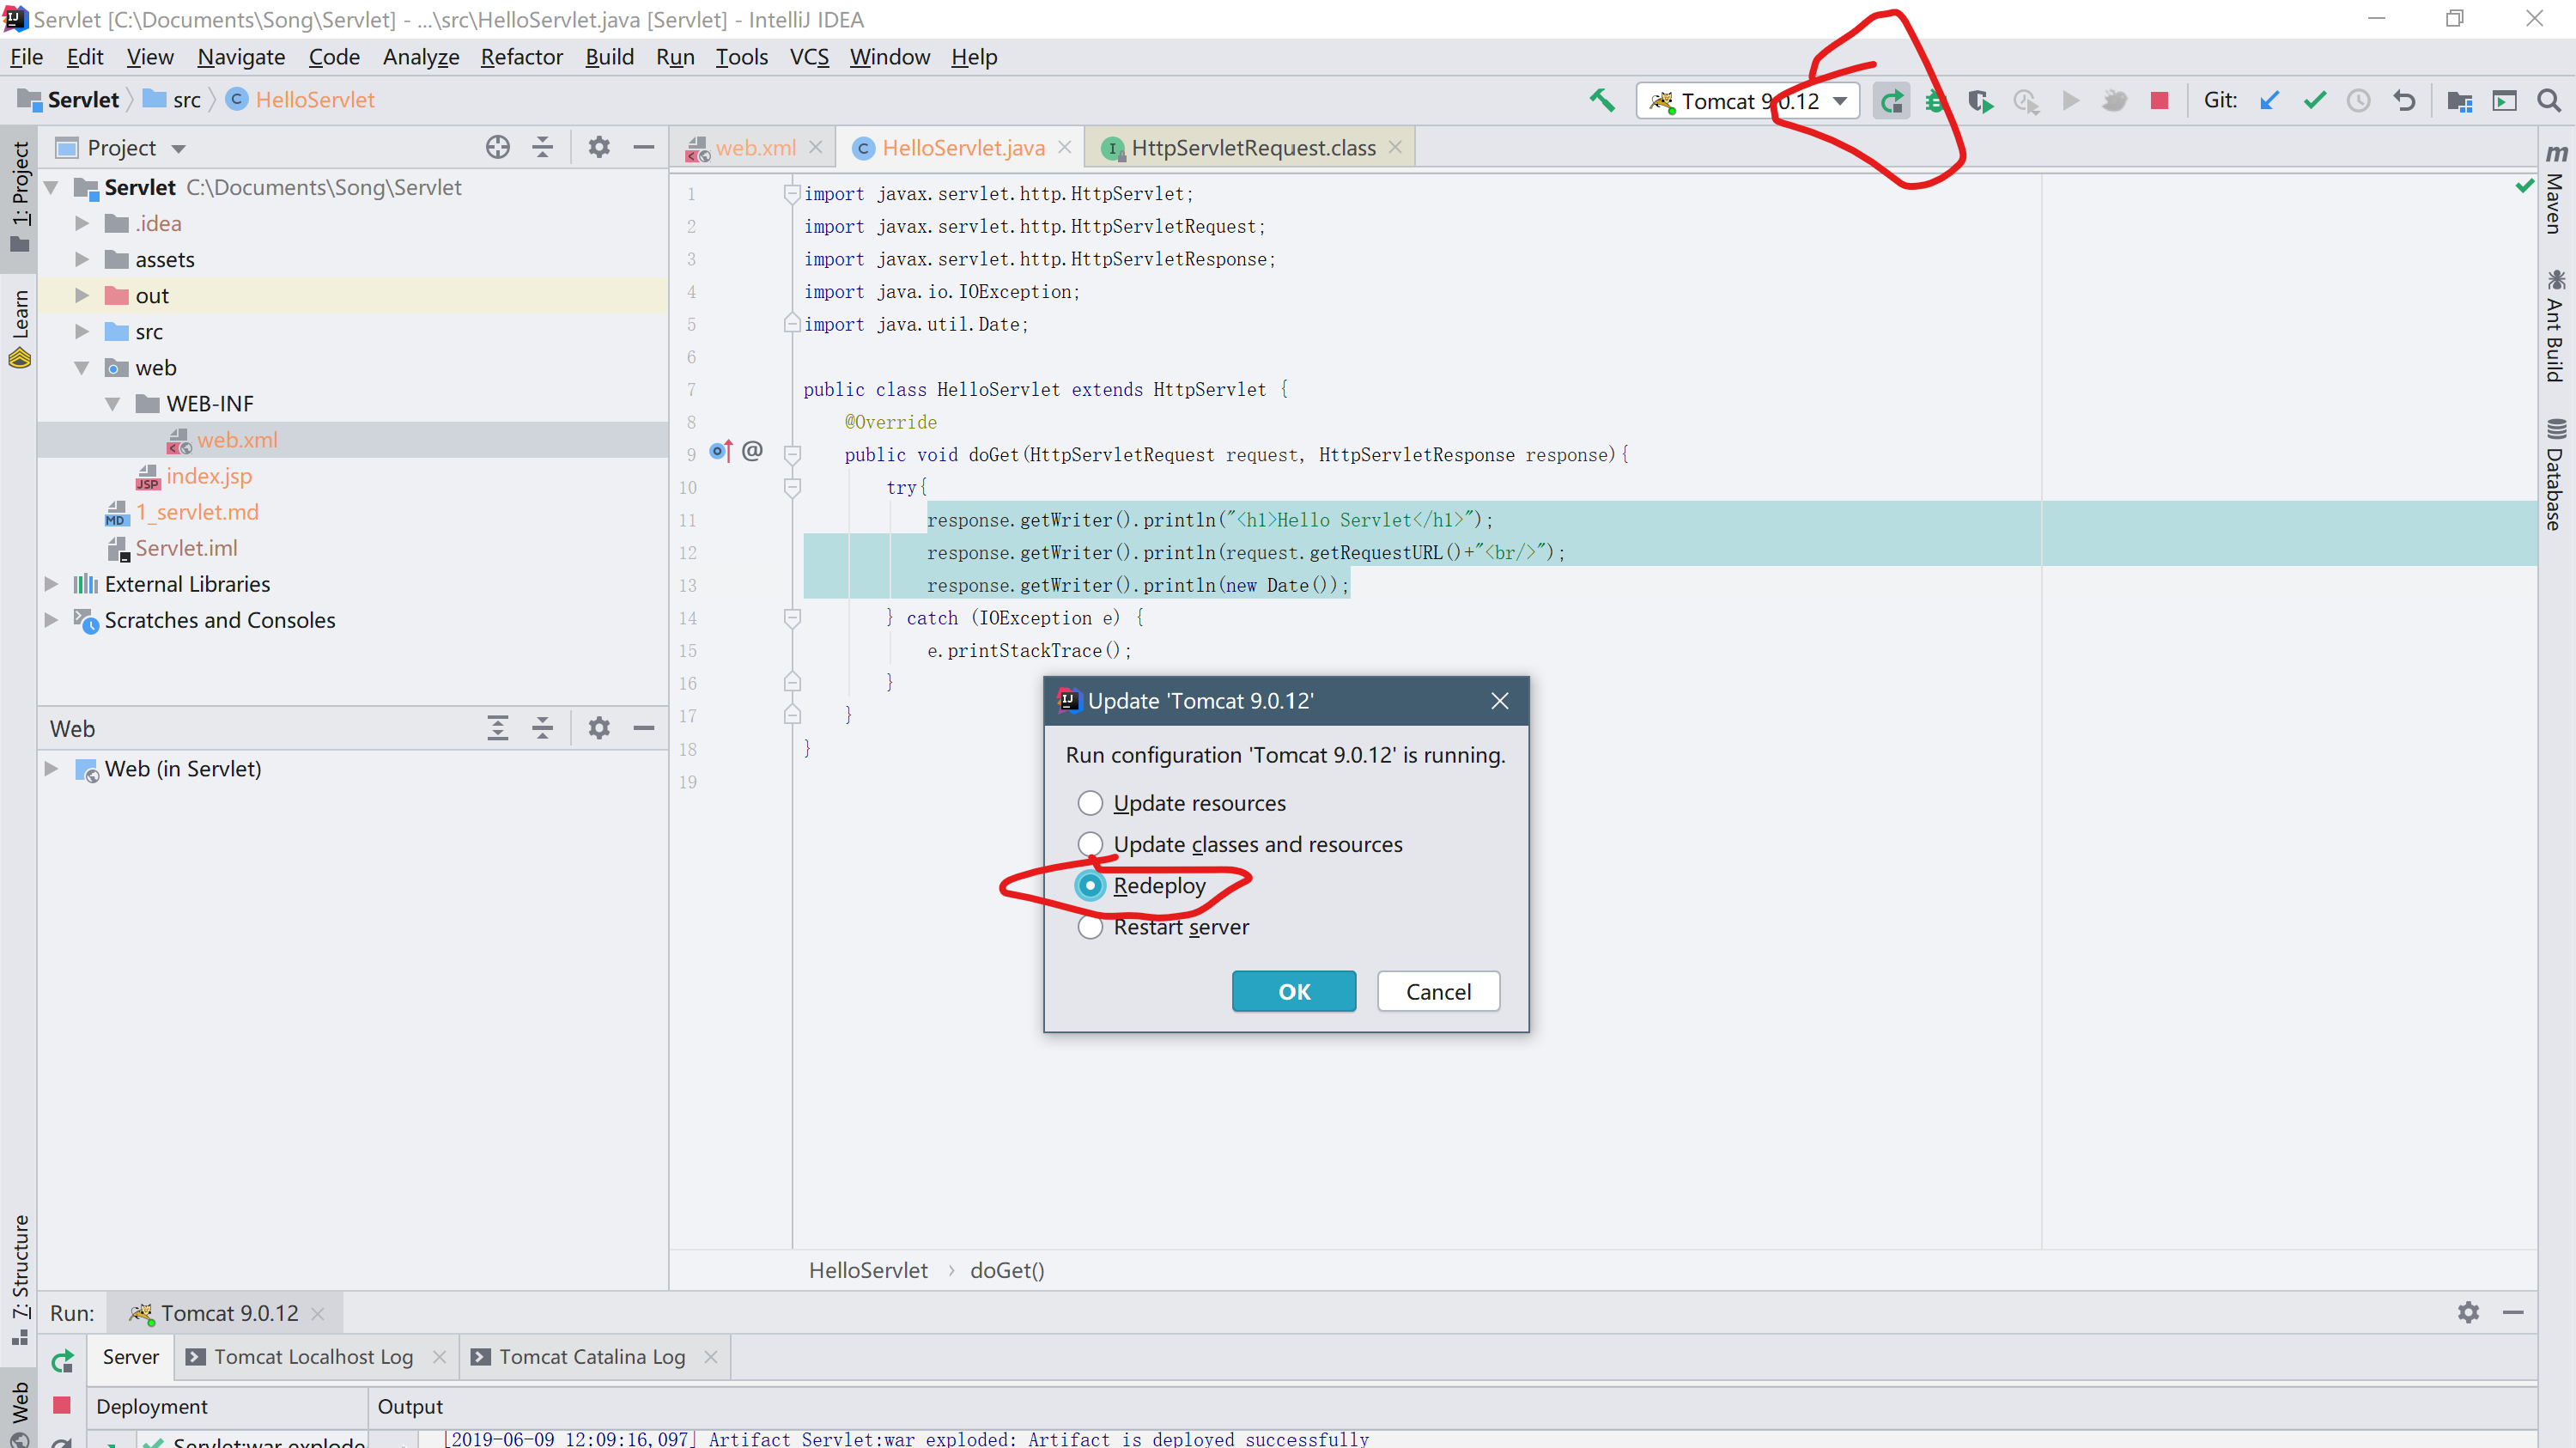 Servlet [C:\Documents\Song\Servlet] - ...\src\HelloServlet.java [Servlet] - IntelliJ IDEA
File Edit View Navigate Code Analyze Refactor Build Run Tools VCS Window Help
Servlet src HelloServlet
Tomcat 9.0.12
Git:
1: Project
Learn
7: Structure
Web
Project
Servlet C:\Documents\Song\Servlet
.idea
assets
out
src
web
WEB-INF
web.xml
index.jsp
1_servlet.md
Servlet.iml
External Libraries
Scratches and Consoles
Web
Web (in Servlet)
web.xml HelloServlet.java HttpServletRequest.class
1 import javax.servlet.http.HttpServlet;
2 import javax.servlet.http.HttpServletRequest;
3 import javax.servlet.http.HttpServletResponse;
4 import java.io.IOException;
5 import java.util.Date;
6
7 public class HelloServlet extends HttpServlet {
8 @Override
9 public void doGet(HttpServletRequest request, HttpServletResponse response){
10 try{
11 response.getWriter().println("<h1>Hello Servlet</h1>");
12 response.getWriter().println(request.getRequestURL()+"<br/>");
13 response.getWriter().println(new Date());
14 } catch (IOException e) {
15 e.printStackTrace();
16 }
17 }
18 }
19
Update 'Tomcat 9.0.12'
Run configuration 'Tomcat 9.0.12' is running.
Update resources
Update classes and resources
Redeploy
Restart server
OK Cancel
HelloServlet › doGet()
Maven
Ant Build
Database
Run: Tomcat 9.0.12
Server Tomcat Localhost Log Tomcat Catalina Log
Deployment Output
Servlet:war explode
[2019-06-09 12:09:16,097] Artifact Servlet:war exploded: Artifact is deployed successfully